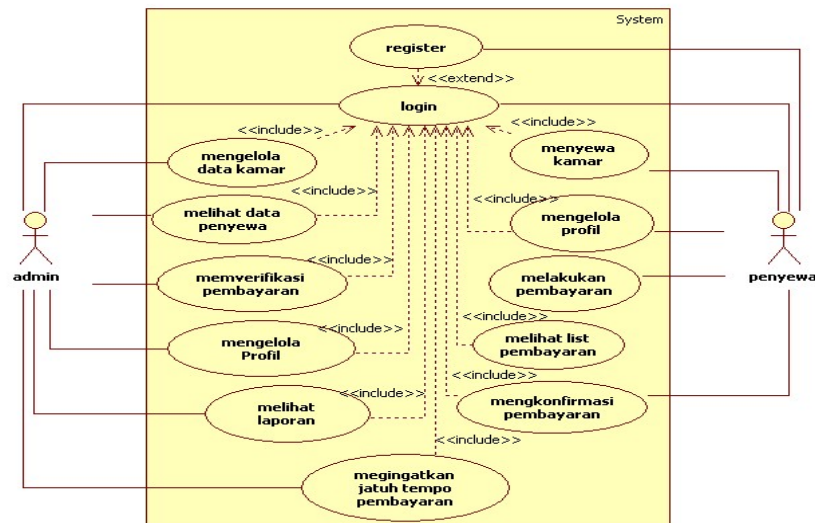 System
register
<<extend>>
login
<<include>>
<<include>>
mengelola
data kamar
menyewa
kamar
<<include>>
<<include>>
melihat data
penyewa
mengelola
profil
admin
penyewa
<<include>>
memverifikasi
pembayaran
melakukan
pembayaran
<<include>>
<<include>>
mengelola
Profil
melihat list
pembayaran
<<include>>
<<include>>
melihat
laporan
mengkonfirmasi
pembayaran
<<include>>
megingatkan
jatuh tempo
pembayaran